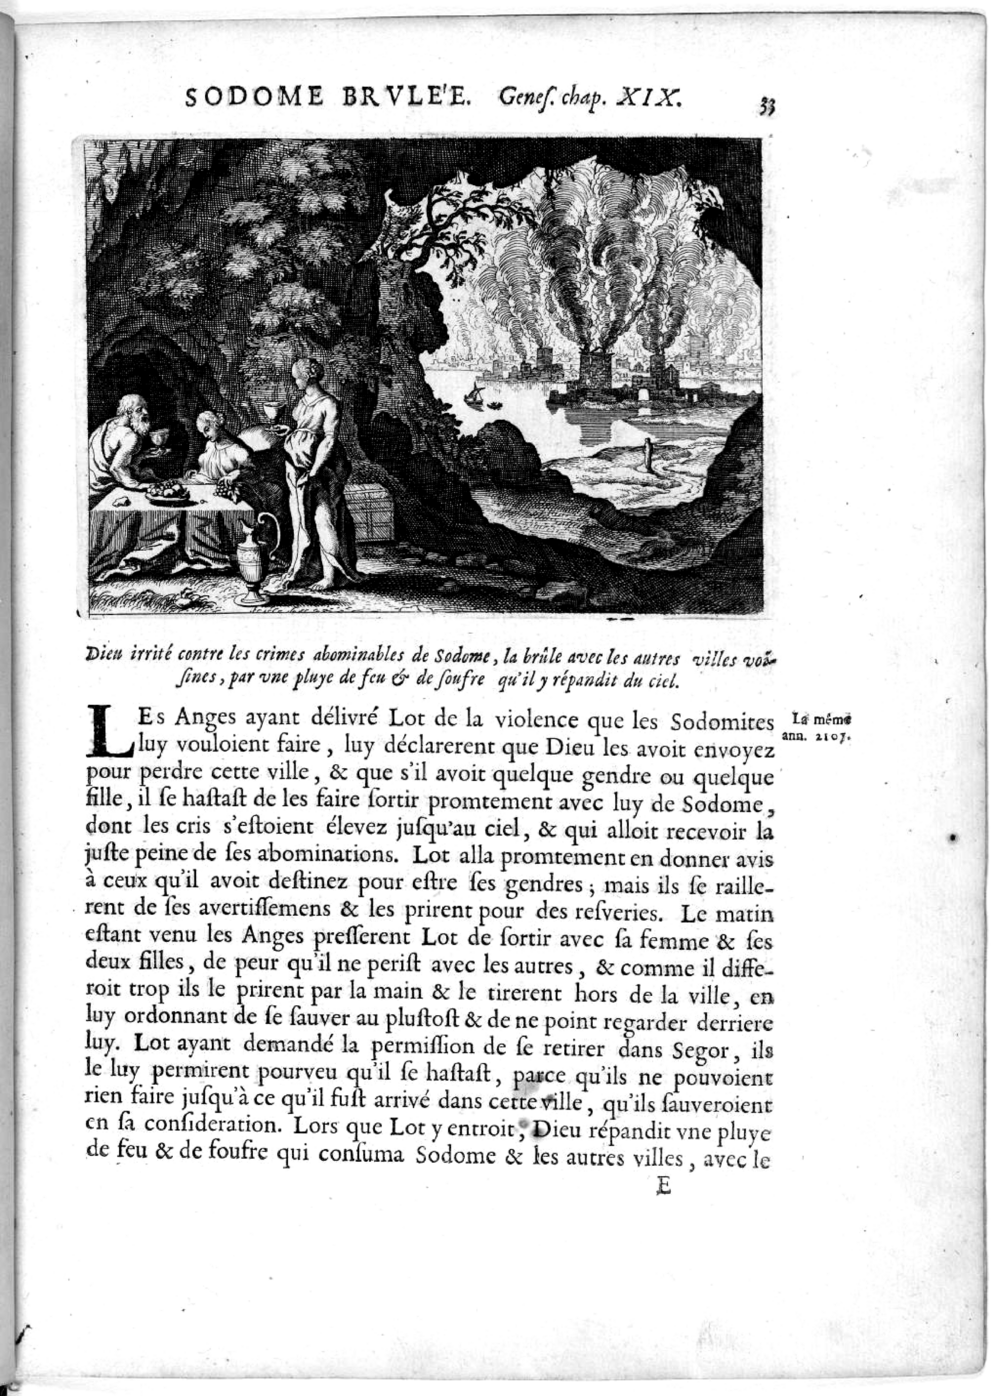 SODOME BRVLE'E. Geneſ. chap. XIX. 33
Dieu irrité contre les crimes abominables de Sodome, la brûle avec les autres villes voi-
ſines, par vne pluye de feu & de ſoufre qu'il y répandit du ciel.
LEs Anges ayant délivré Lot de la violence que les Sodomites
luy vouloient faire, luy déclarerent que Dieu les avoit envoyez
pour perdre cette ville, & que s'il avoit quelque gendre ou quelque
fille, il ſe haſtaſt de les faire ſortir promtement avec luy de Sodome,
dont les cris s'eſtoient élevez juſqu'au ciel, & qui alloit recevoir la
juſte peine de ſes abominations. Lot alla promtement en donner avis
à ceux qu'il avoit deſtinez pour eſtre ſes gendres; mais ils ſe raille-
rent de ſes avertiſſemens & les prirent pour des reſveries. Le matin
eſtant venu les Anges preſſerent Lot de ſortir avec ſa femme & ſes
deux filles, de peur qu'il ne periſt avec les autres, & comme il diffe-
roit trop ils le prirent par la main & le tirerent hors de la ville, en
luy ordonnant de ſe ſauver au pluſtoſt & de ne point regarder derriere
luy. Lot ayant demandé la permiſſion de ſe retirer dans Segor, ils
le luy permirent pourveu qu'il ſe haſtaſt, parce qu'ils ne pouvoient
rien faire juſqu'à ce qu'il fuſt arrivé dans cette ville, qu'ils ſauveroient
en ſa conſideration. Lors que Lot y entroit, Dieu répandit vne pluye
de feu & de ſoufre qui conſuma Sodome & les autres villes, avec le
La même
ann. 2107.
E